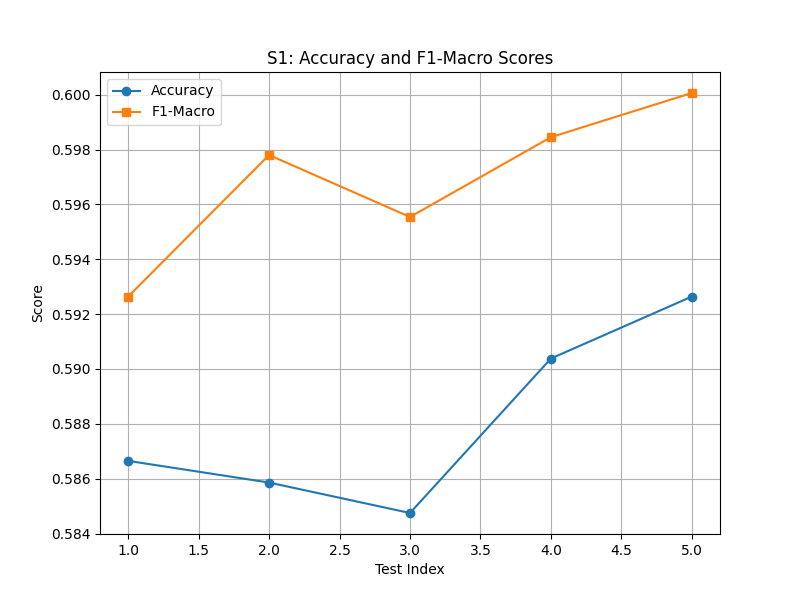 S1: Accuracy and F1-Macro Scores
Accuracy
F1-Macro
0.600
0.598
0.596
0.594
0.592
0.590
0.588
0.586
0.584
Score
1.0 1.5 2.0 2.5 3.0 3.5 4.0 4.5 5.0
Test Index